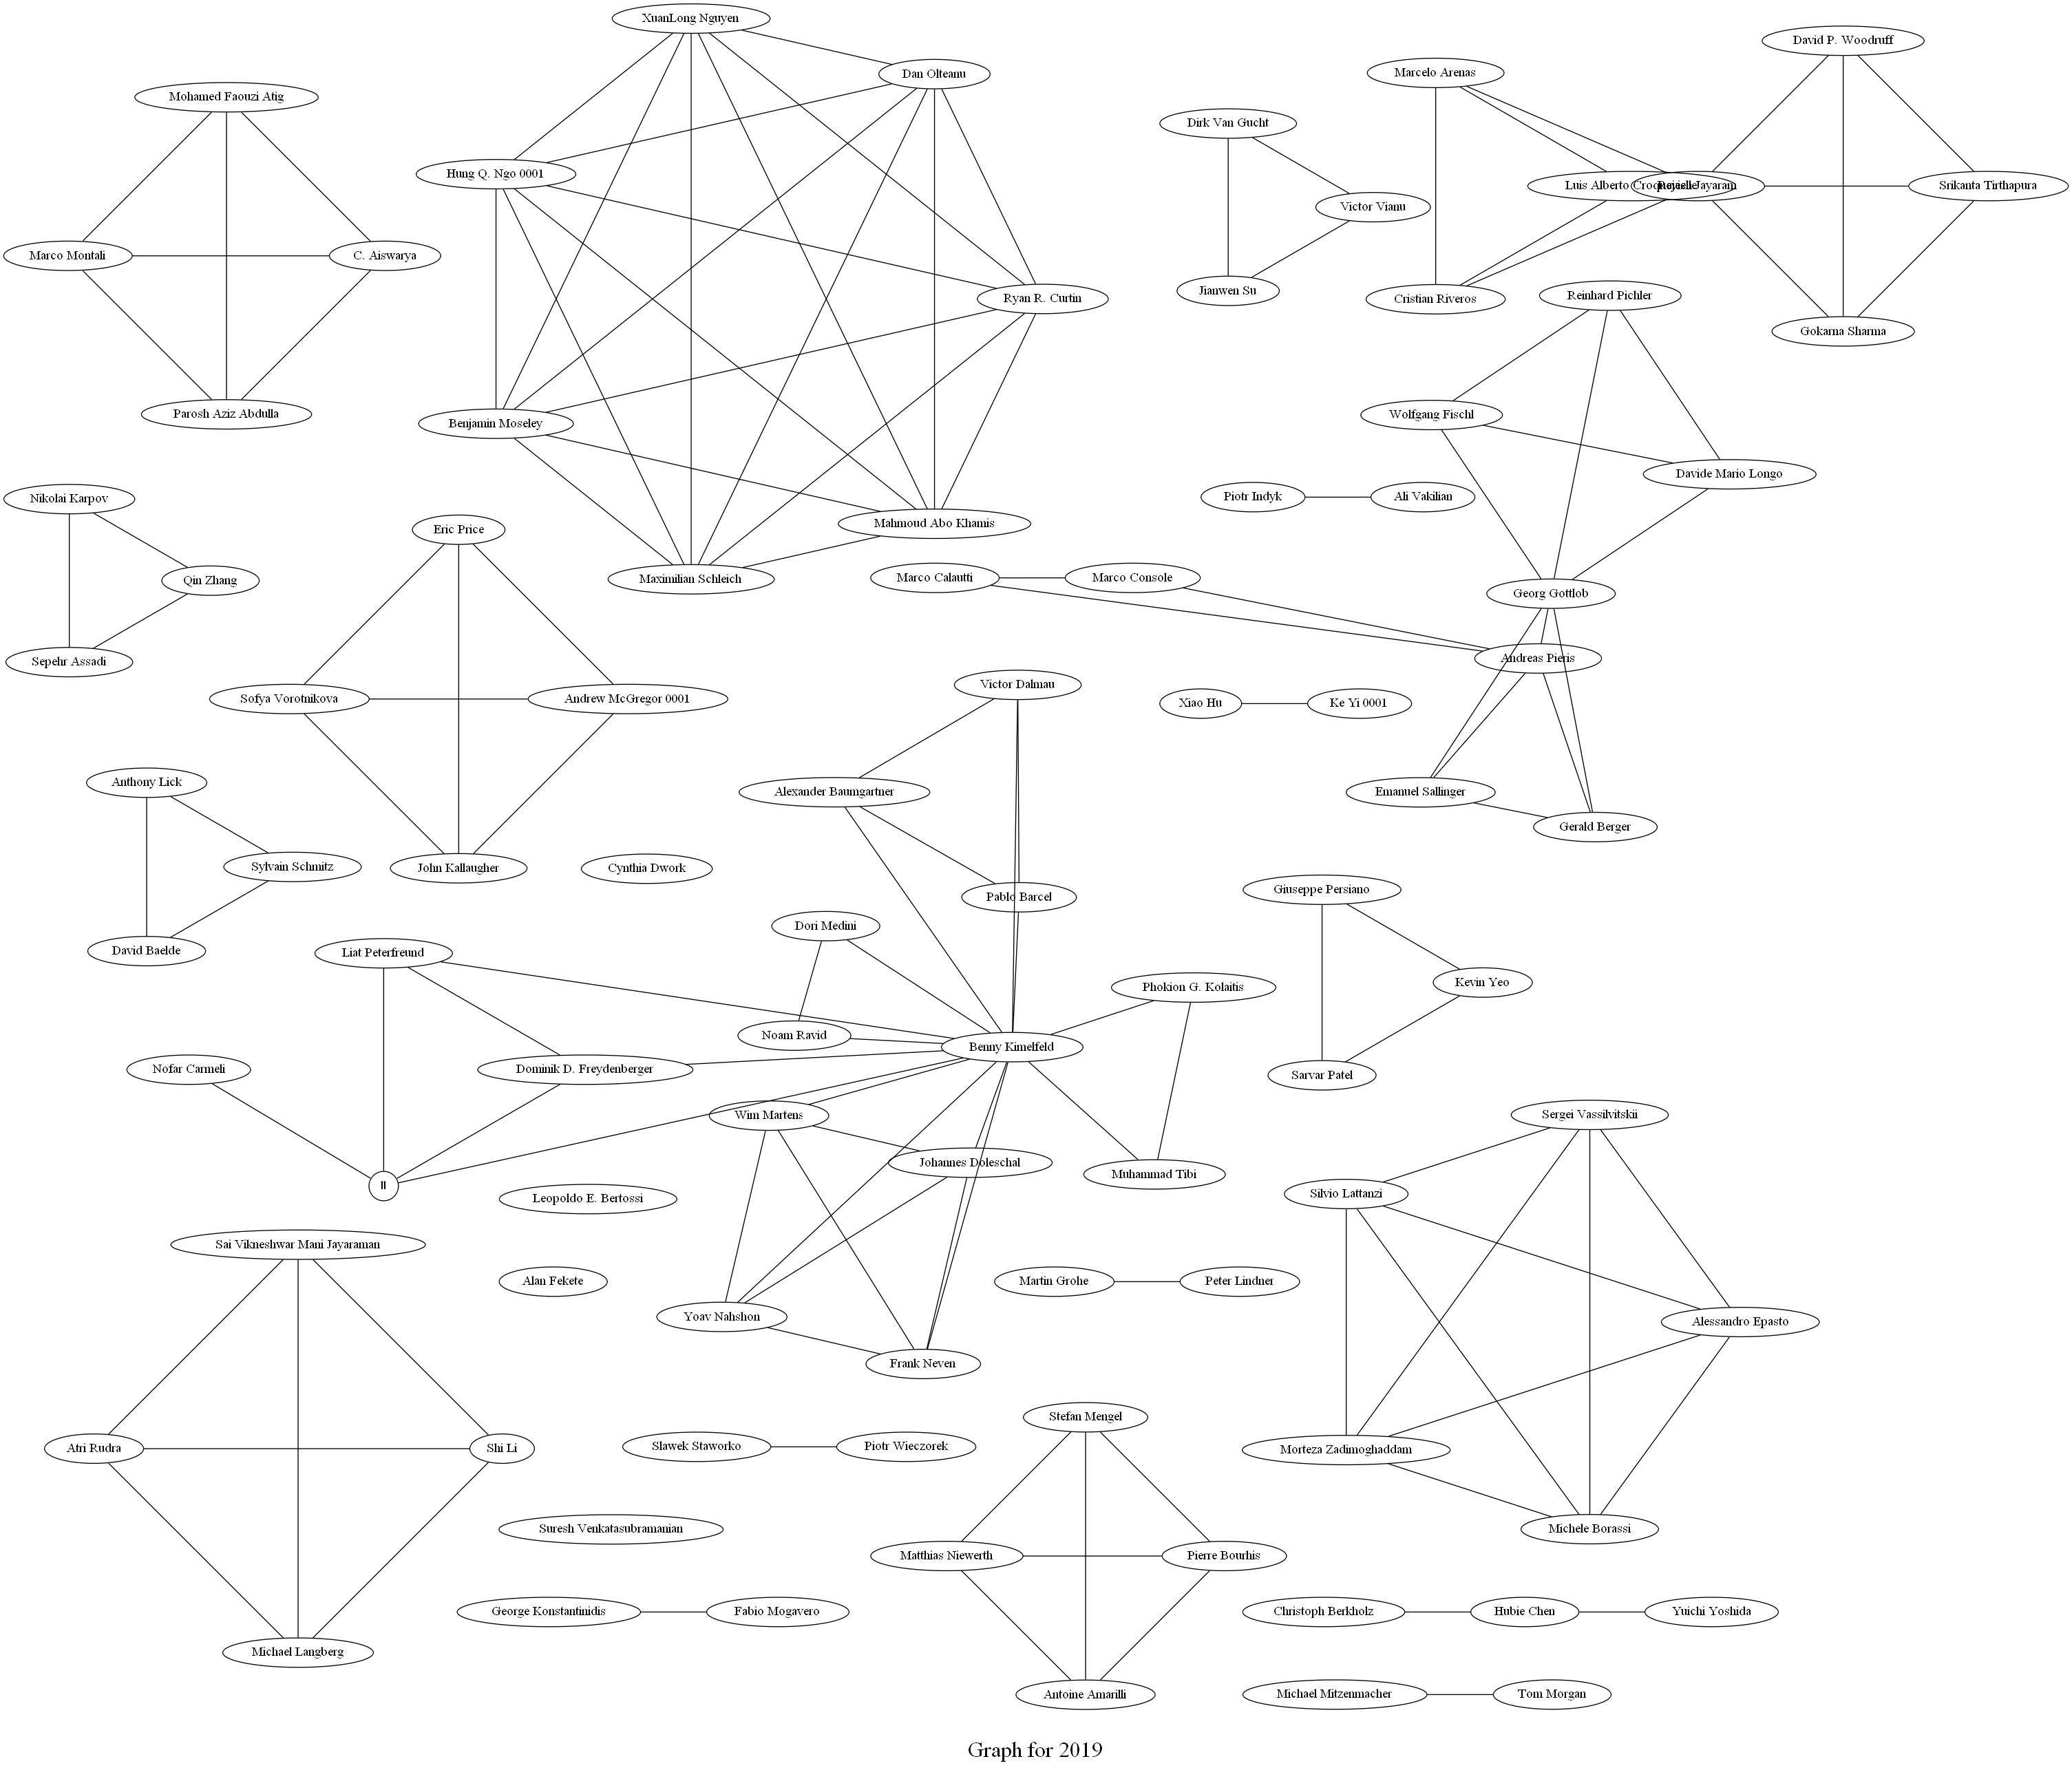 XuanLong Nguyen
David P. Woodruff
Marcelo Arenas
Dan Olteanu
Mohamed Faouzi Atig
Dirk Van Gucht
Hung Q. Ngo 0001
Luis Alberto Croquevielle
Rajesh Jayaram
Srikanta Tirthapura
Victor Vianu
Marco Montali
C. Aiswarya
Jianwen Su
Reinhard Pichler
Ryan R. Curtin
Cristian Riveros
Gokarna Sharma
Parosh Aziz Abdulla
Wolfgang Fischl
Benjamin Moseley
Davide Mario Longo
Nikolai Karpov
Piotr Indyk
Ali Vakilian
Mahmoud Abo Khamis
Eric Price
Qin Zhang
Maximilian Schleich
Marco Calautti
Marco Console
Georg Gottlob
Sepehr Assadi
Andreas Pieris
Victor Dalmau
Sofya Vorotnikova
Andrew McGregor 0001
Xiao Hu
Ke Yi 0001
Anthony Lick
Alexander Baumgartner
Emanuel Sallinger
Gerald Berger
Sylvain Schmitz
John Kallaugher
Cynthia Dwork
Giuseppe Persiano
Pablo Barcel
Dori Medini
David Baelde
Liat Peterfreund
Kevin Yeo
Phokion G. Kolaitis
Noam Ravid
Benny Kimelfeld
Nofar Carmeli
Dominik D. Freydenberger
Sarvar Patel
Wim Martens
Sergei Vassilvitskii
Johannes Doleschal
Muhammad Tibi
ll
Leopoldo E. Bertossi
Silvio Lattanzi
Sai Vikneshwar Mani Jayaraman
Alan Fekete
Martin Grohe
Peter Lindner
Yoav Nahshon
Alessandro Epasto
Frank Neven
Stefan Mengel
Atri Rudra
Shi Li
Slawek Staworko
Piotr Wieczorek
Morteza Zadimoghaddam
Suresh Venkatasubramanian
Michele Borassi
Matthias Niewerth
Pierre Bourhis
George Konstantinidis
Fabio Mogavero
Christoph Berkholz
Hubie Chen
Yuichi Yoshida
Michael Langberg
Antoine Amarilli
Michael Mitzenmacher
Tom Morgan
Graph for 2019